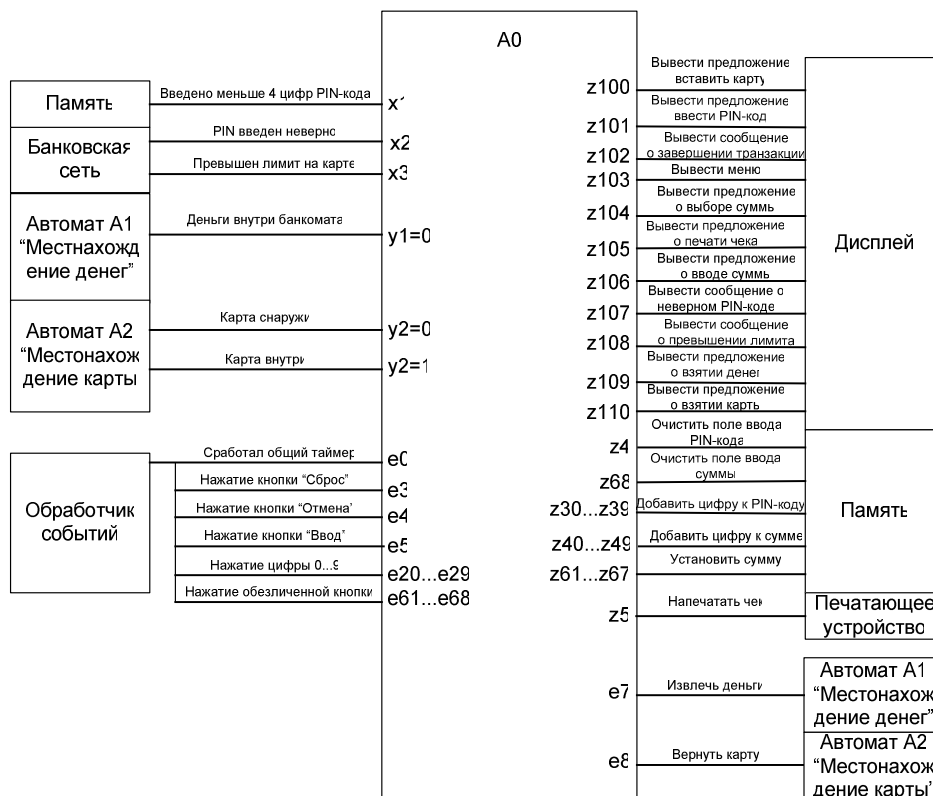 A0
Память
Введено меньше 4 цифр PIN-кода
x1
Банковская
сеть
PIN введен неверно
x2
Превышен лимит на карте
x3
Автомат A1
“Местнахожд
ение денег”
Деньги внутри банкомата
y1=0
Автомат A2
“Местонахож
дение карты
Карта снаружи
y2=0
Карта внутри
y2=1
Обработчик
событий
Сработал общий таймер
e0
Нажатие кнопки “Сброс”
e3
Нажатие кнопки “Отмена”
e4
Нажатие кнопки “Ввод”
e5
Нажатие цифры 0...9
e20...e29
Нажатие обезличенной кнопки
e61...e68
z100
Вывести предложение
вставить карту
z101
Вывести предложение
ввести PIN-код
z102
Вывести сообщение
о завершении транзакции
z103
Вывести меню
z104
Вывести предложение
о выборе суммы
z105
Вывести предложение
о печати чека
z106
Вывести предложение
о вводе суммы
z107
Вывести сообщение о
неверном PIN-коде
z108
Вывести сообщение
о превышении лимита
z109
Вывести предложение
о взятии денег
z110
Вывести предложение
о взятии карты
Дисплей
z4
Очистить поле ввода
PIN-кода
z68
Очистить поле ввода
суммы
z30...z39
Добавить цифру к PIN-коду
z40...z49
Добавить цифру к сумме
z61...z67
Установить сумму
Память
z5
Напечатать чек
Печатающее
устройство
e7
Извлечь деньги
Автомат A1
“Местонахож
дение денег”
e8
Вернуть карту
Автомат A2
“Местонахож
дение карты”